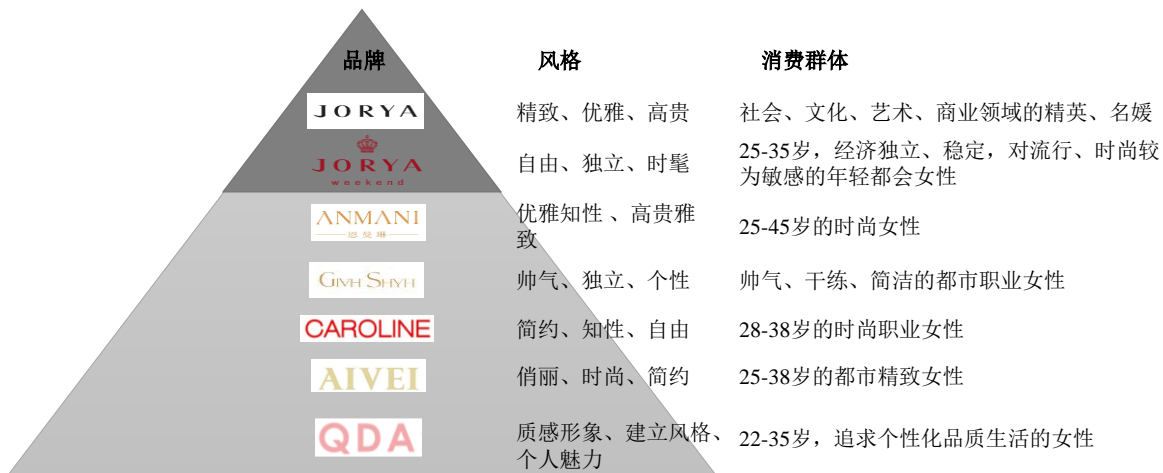 品牌 风格 消费群体
JORYA 精致、优雅、高贵 社会、文化、艺术、商业领域的精英、名媛
JORYA
weekend
自由、独立、时髦
25-35岁，经济独立、稳定，对流行、时尚较
为敏感的年轻都会女性
ANMANI
恩曼琳
优雅知性 、高贵雅
致
25-45岁的时尚女性
GIVH SHYH 帅气、独立、个性 帅气、干练、简洁的都市职业女性
CAROLINE 简约、知性、自由 28-38岁的时尚职业女性
AIVEI 俏丽、时尚、简约 25-38岁的都市精致女性
QDA
质感形象、建立风格、
个人魅力
22-35岁，追求个性化品质生活的女性